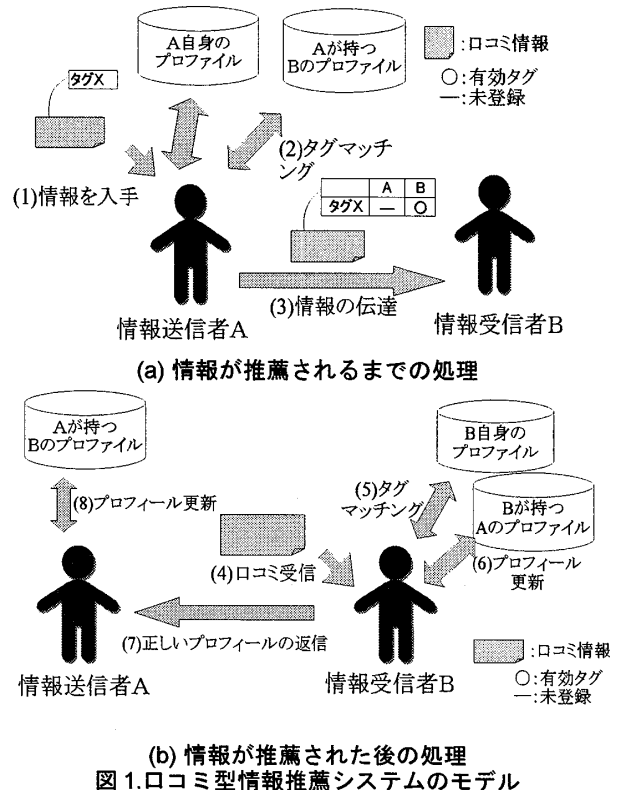 A自身の
プロファイル
Aが持つ
Bのプロファイル
:口コミ情報
○:有効タグ
―:未登録
タグX
(1)情報を入手
(2)タグマッチ
ング
A B
タグX ― ○
(3)情報の伝達
情報送信者A
情報受信者B
(a) 情報が推薦されるまでの処理
Aが持つ
Bのプロファイル
B自身の
プロファイル
Bが持つ
Aのプロファイル
(8)プロフィール更新
(5)タグ
マッチング
(4)口コミ受信
(6)プロフィール
更新
(7)正しいプロフィールの返信
情報送信者A
情報受信者B
:口コミ情報
○:有効タグ
―:未登録
(b) 情報が推薦された後の処理
図1.口コミ型情報推薦システムのモデル